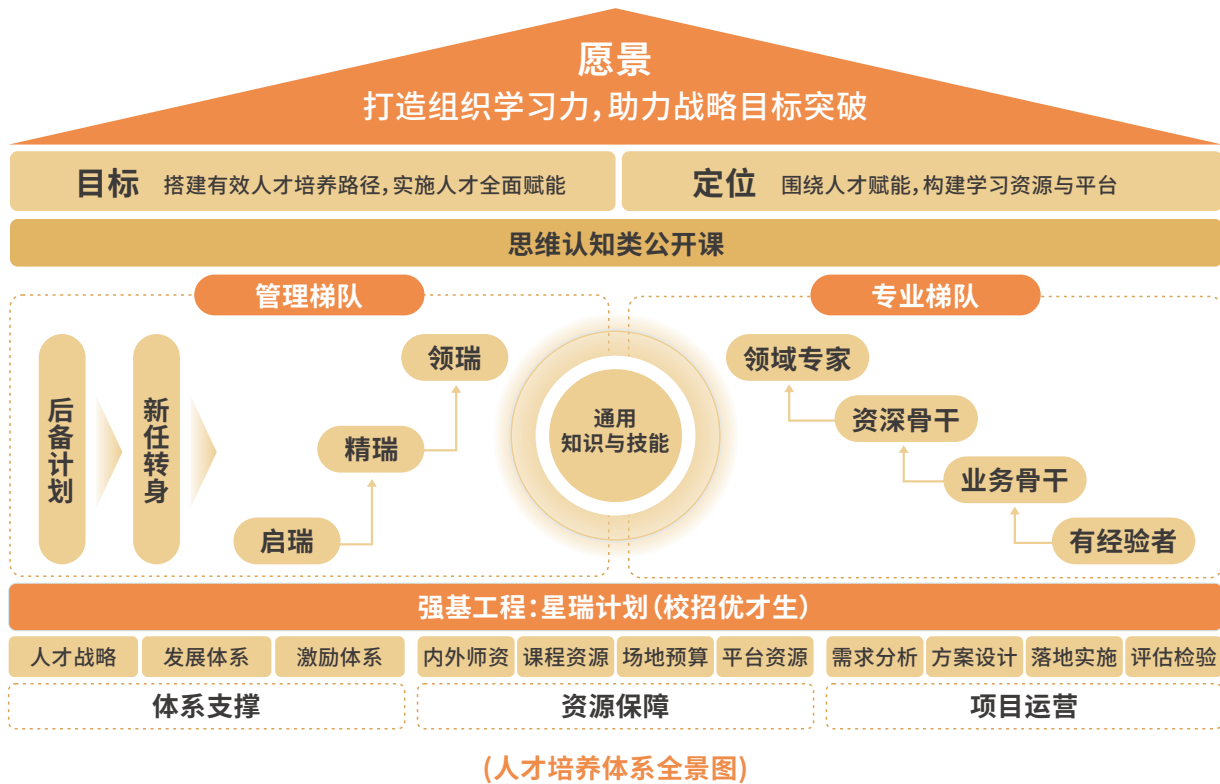 愿景
打造组织学习力，助力战略目标突破
目标 搭建有效人才培养路径，实施人才全面赋能
定位 围绕人才赋能，构建学习资源与平台
思维认知类公开课
管理梯队
后备计划
新任转身
领瑞
精瑞
启瑞
通用
知识与技能
专业梯队
领域专家
资深骨干
业务骨干
有经验者
强基工程：星瑞计划（校招优才生）
人才战略 发展体系 激励体系
体系支撑
内外师资 课程资源 场地预算 平台资源
资源保障
需求分析 方案设计 落地实施 评估检验
项目运营
(人才培养体系全景图)